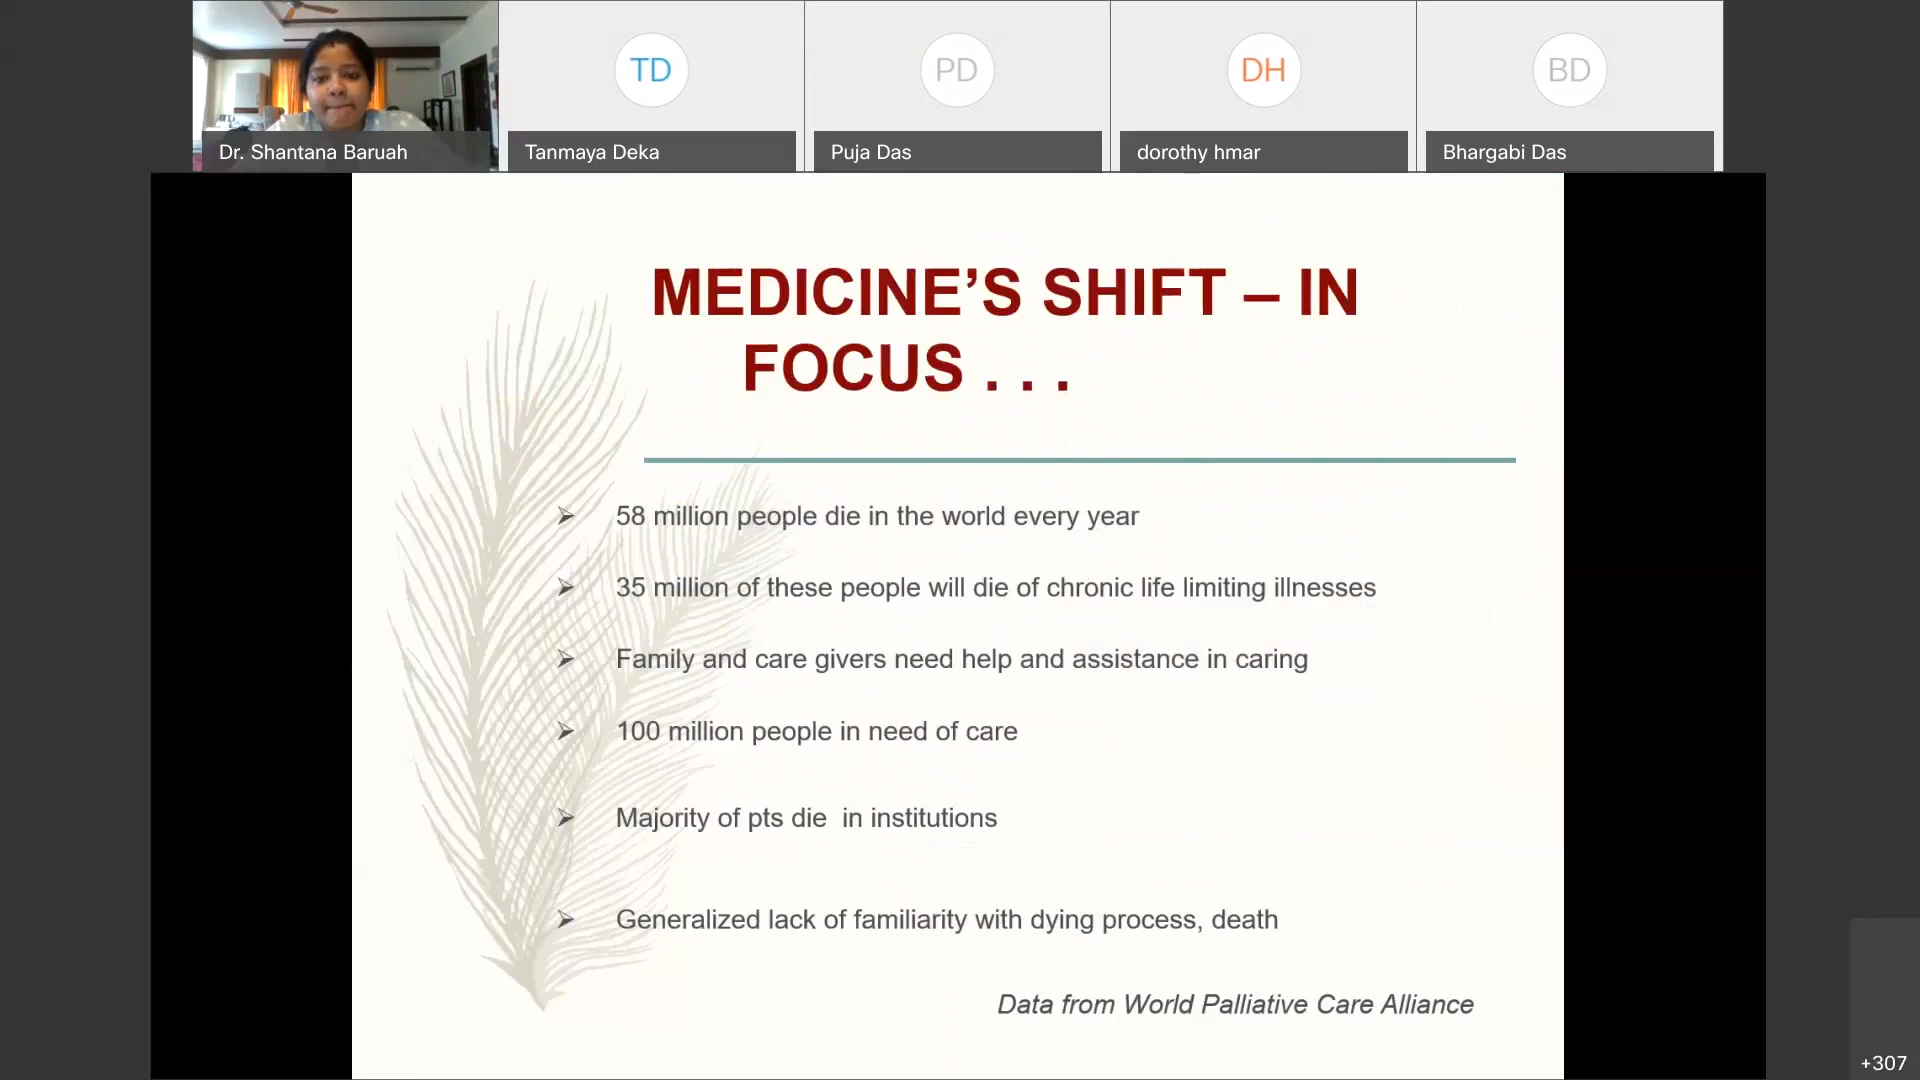 TD
PD
DH
BD
Dr. Shantana Baruah
Tanmaya Deka
Puja Das
dorothy hmar
Bhargabi Das
MEDICINE’S SHIFT – IN
FOCUS . . .
58 million people die in the world every year
35 million of these people will die of chronic life limiting illnesses
Family and care givers need help and assistance in caring
100 million people in need of care
Majority of pts die  in institutions
Generalized lack of familiarity with dying process, death
Data from World Palliative Care Alliance
+307